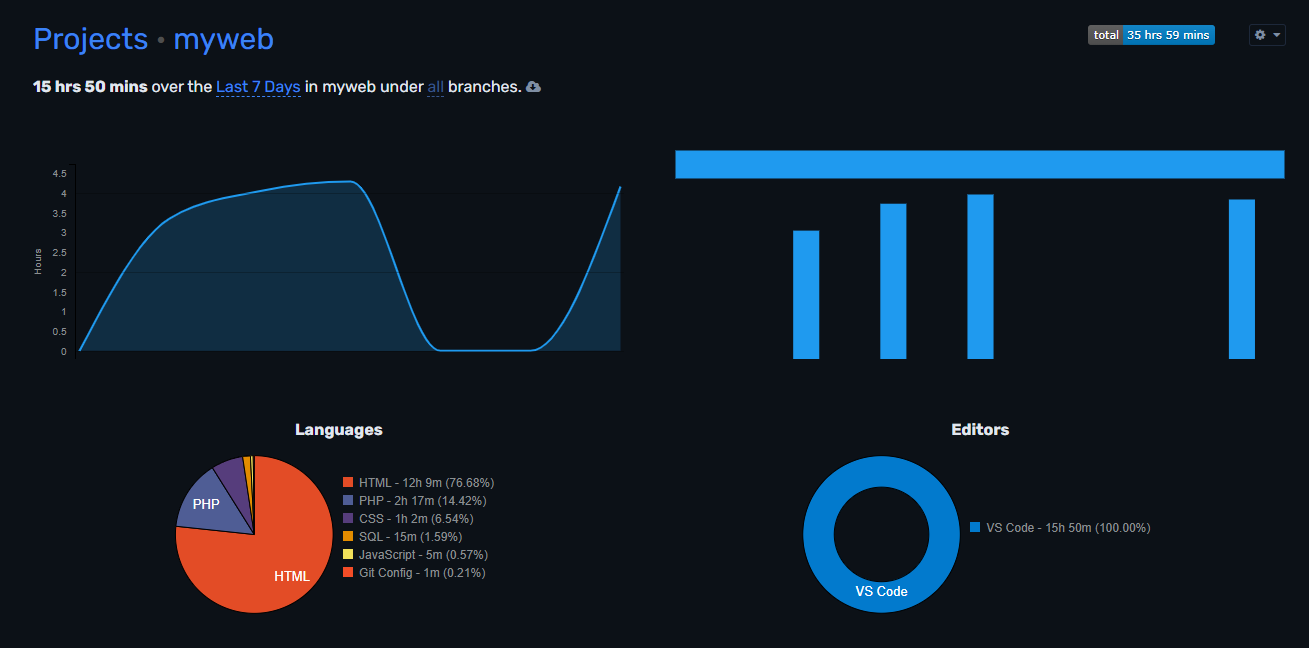 Projects • myweb
total 35 hrs 59 mins
15 hrs 50 mins over the Last 7 Days in myweb under all branches.
4.5
4
3.5
3
2.5
2
1.5
1
0.5
0
Hours
Languages
PHP
HTML
HTML - 12h 9m (76.68%)
PHP - 2h 17m (14.42%)
CSS - 1h 2m (6.54%)
SQL - 15m (1.59%)
JavaScript - 5m (0.57%)
Git Config - 1m (0.21%)
Editors
VS Code
VS Code - 15h 50m (100.00%)